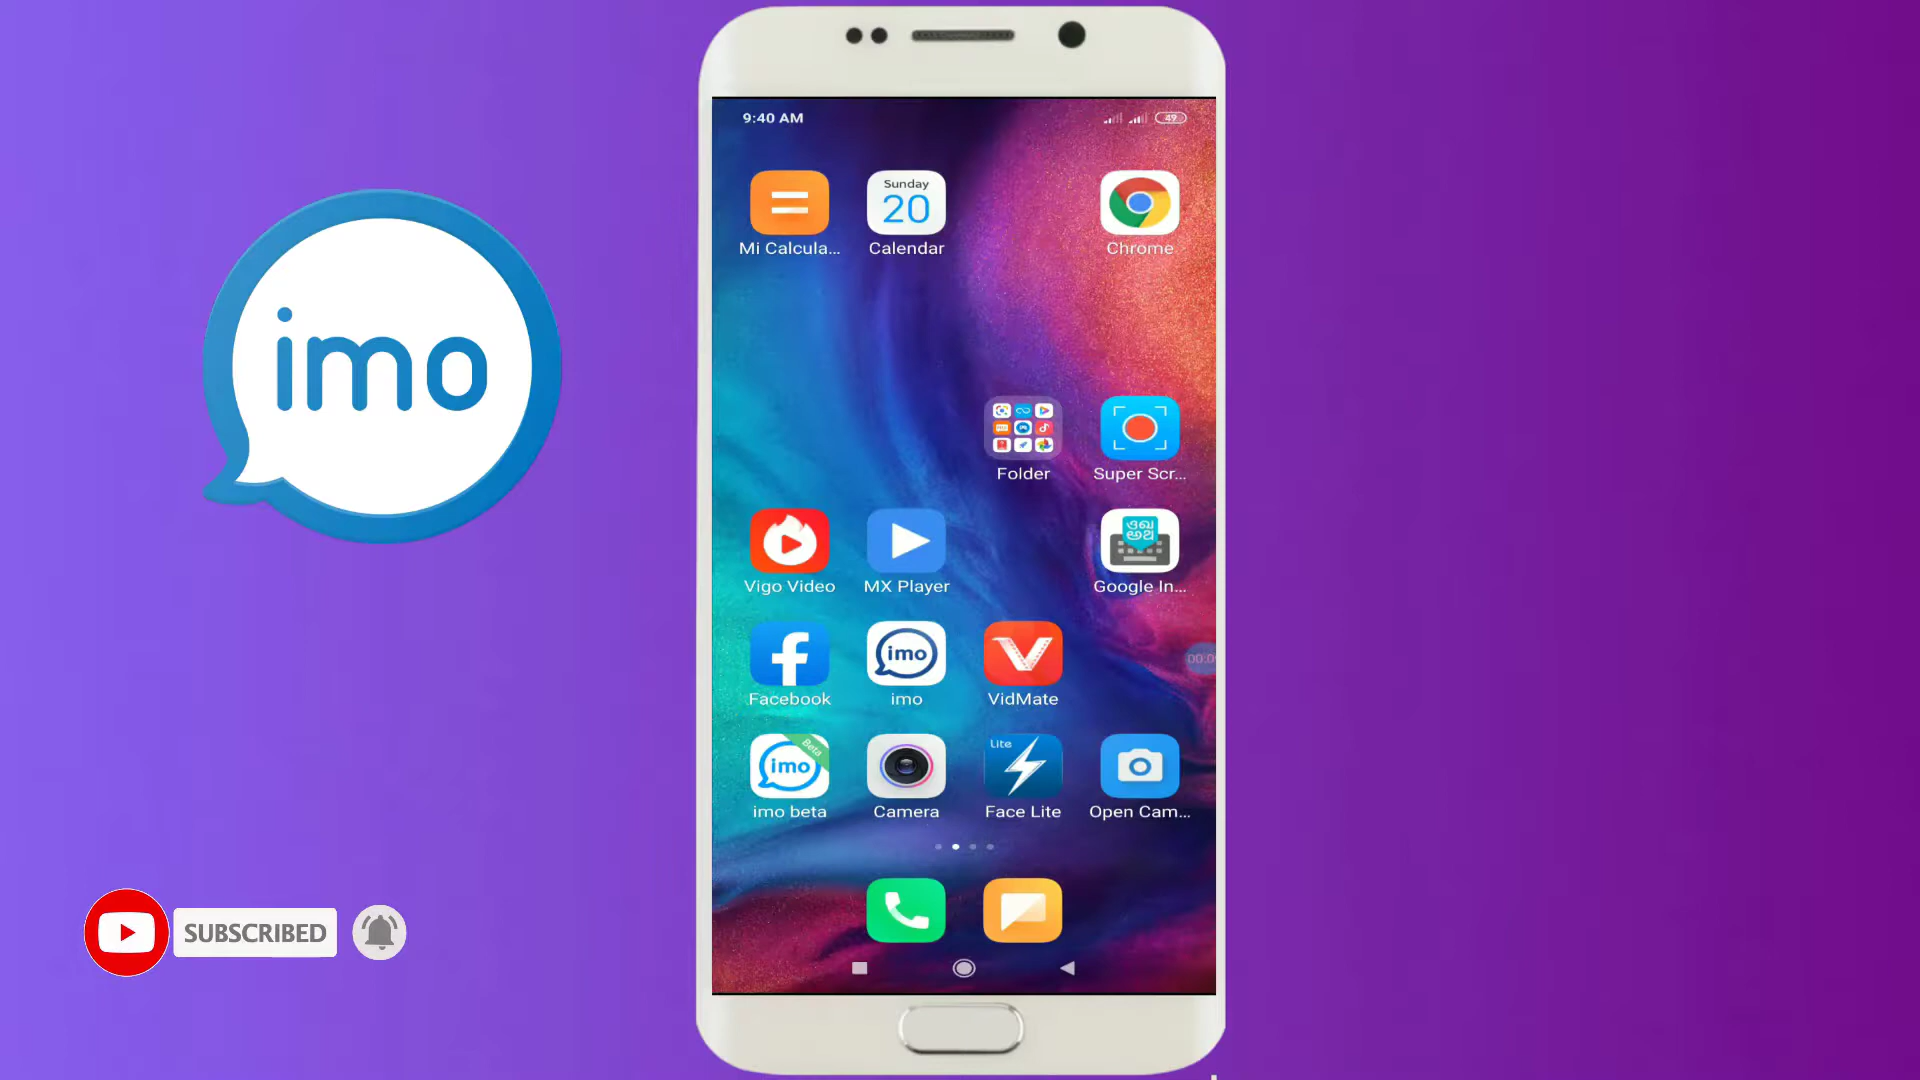 9:40 AM
49
Sunday
20
Mi Calcula...
Calendar
Chrome
imo
Folder
Super Scr...
Vigo Video
MX Player
Google In...
imo
Facebook
imo
VidMate
Beta
imo
Lite
imo beta
Camera
Face Lite
Open Cam...
SUBSCRIBED